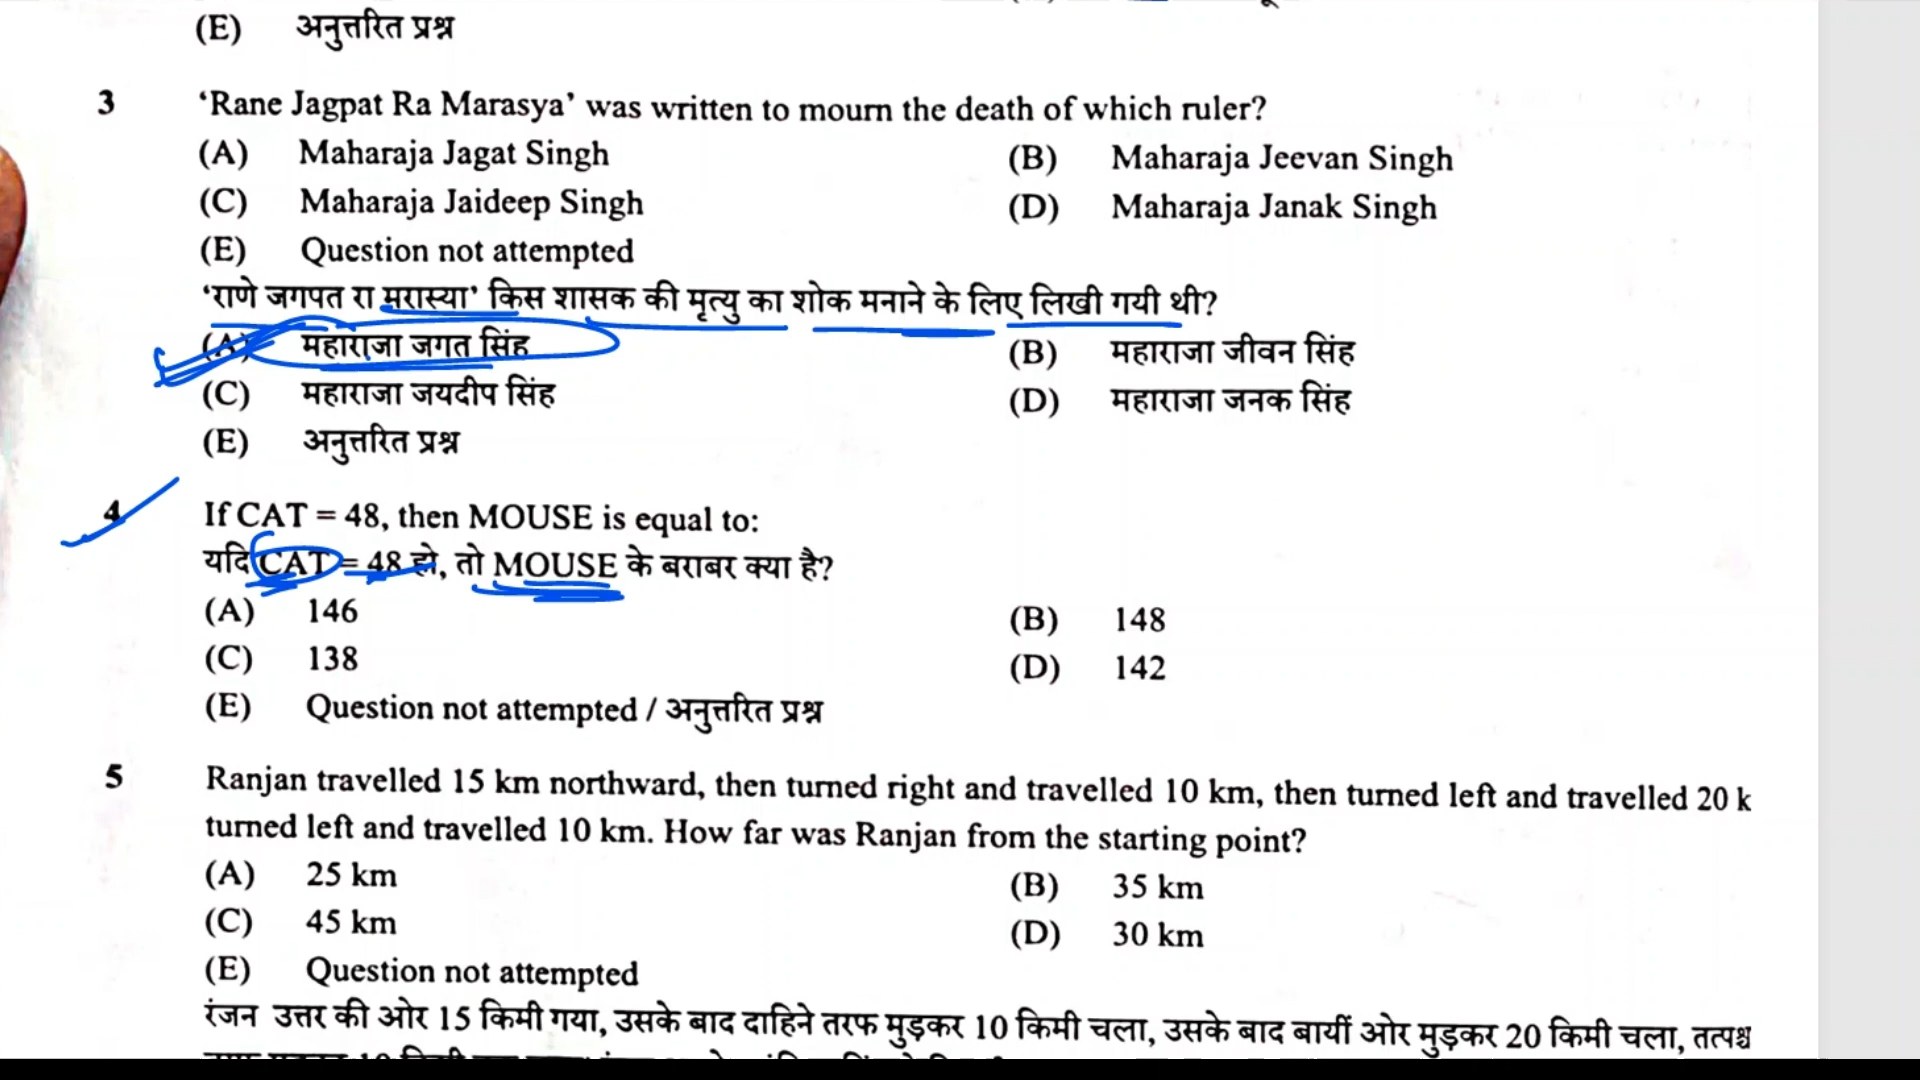 (E) अनुत्तरित प्रश्न
3 ‘Rane Jagpat Ra Marasya’ was written to mourn the death of which ruler?
(A) Maharaja Jagat Singh (B) Maharaja Jeevan Singh
(C) Maharaja Jaideep Singh (D) Maharaja Janak Singh
(E) Question not attempted
‘राणे जगपत रा मरास्या’ किस शासक की मृत्यु का शोक मनाने के लिए लिखी गयी थी?
(A) महाराजा जगत सिंह (B) महाराजा जीवन सिंह
(C) महाराजा जयदीप सिंह (D) महाराजा जनक सिंह
(E) अनुत्तरित प्रश्न
4 If CAT = 48, then MOUSE is equal to:
यदि CAT = 48 हो, तो MOUSE के बराबर क्या है?
(A) 146 (B) 148
(C) 138 (D) 142
(E) Question not attempted / अनुत्तरित प्रश्न
5 Ranjan travelled 15 km northward, then turned right and travelled 10 km, then turned left and travelled 20 k
turned left and travelled 10 km. How far was Ranjan from the starting point?
(A) 25 km (B) 35 km
(C) 45 km (D) 30 km
(E) Question not attempted
रंजन उत्तर की ओर 15 किमी गया, उसके बाद दाहिने तरफ मुड़कर 10 किमी चला, उसके बाद बायीं ओर मुड़कर 20 किमी चला,